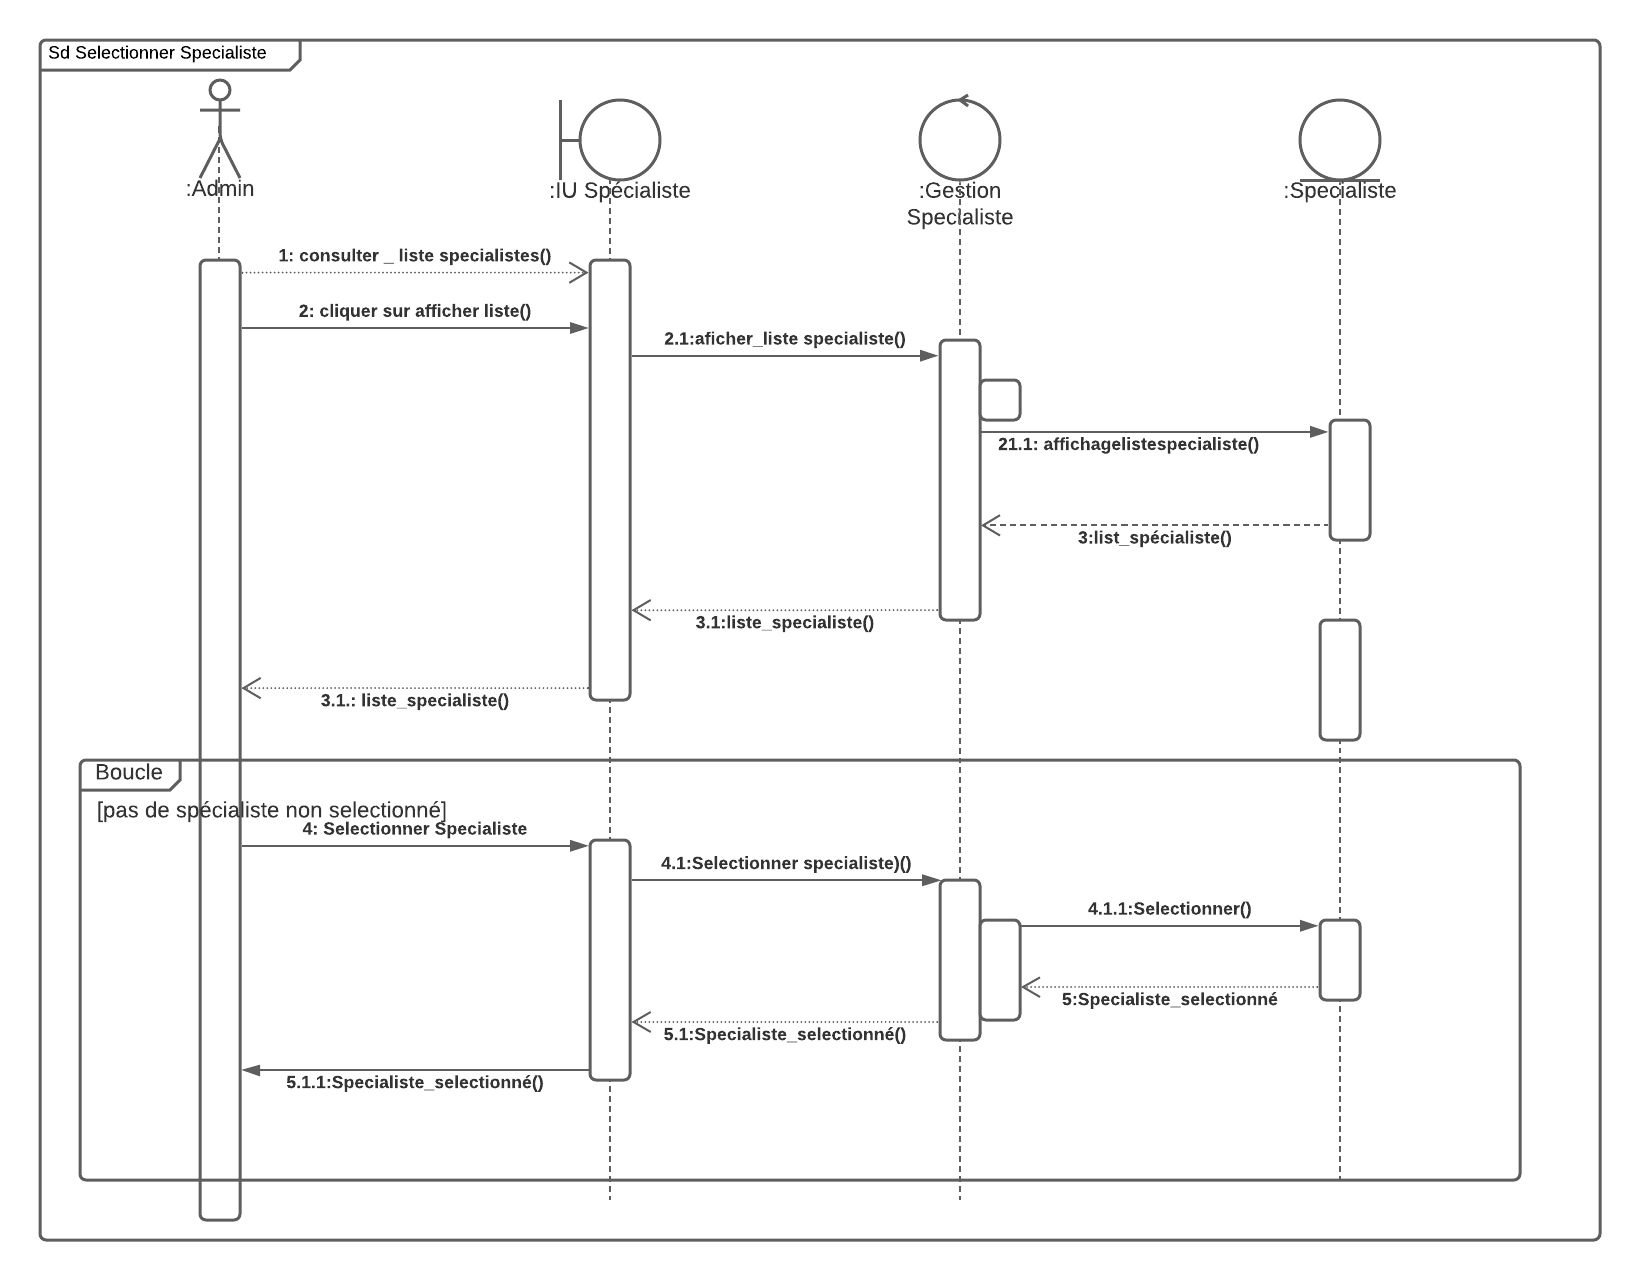 Sd Selectionner Specialiste
:Admin
:IU Spécialiste
:Gestion
Specialiste
:Specialiste
1: consulter _ liste specialistes()
2: cliquer sur afficher liste()
2.1:aficher_liste specialiste()
21.1: affichagelistespecialiste()
3:list_spécialiste()
3.1:liste_specialiste()
3.1.: liste_specialiste()
Boucle
[pas de spécialiste non selectionné]
4: Selectionner Specialiste
4.1:Selectionner specialiste)()
4.1.1:Selectionner()
5:Specialiste_selectionné
5.1:Specialiste_selectionné()
5.1.1:Specialiste_selectionné()